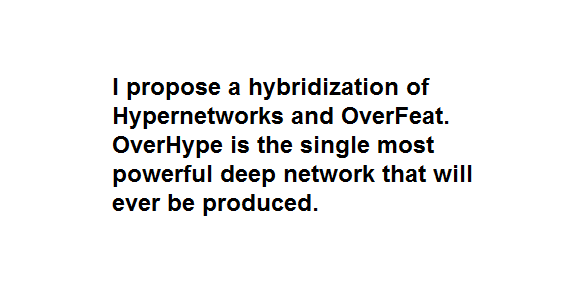 I propose a hybridization of
Hypernetworks and OverFeat.
OverHype is the single most
powerful deep network that will
ever be produced.